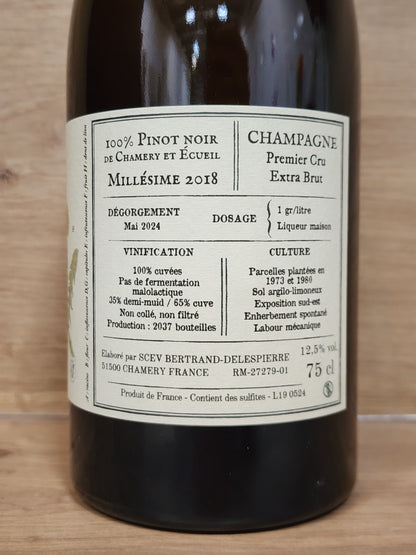 100% PINOT NOIR
DE CHAMERY ET ÉCUEIL
MILLÉSIME 2018
CHAMPAGNE
Premier Cru
Extra Brut
DÉGORGEMENT
Mai 2024
DOSAGE
1 gr/litre
Liqueur maison
VINIFICATION
100% cuvées
Pas de fermentation
malolactique
35% demi-muid / 65% cuve
Non collé, non filtré
Production : 2037 bouteilles
CULTURE
Parcelles plantées en
1973 et 1980
Sol argilo-limoneux
Exposition sud-est
Enherbement spontané
Labour mécanique
Elaboré par SCEV BERTRAND-DELESPIERRE
51500 CHAMERY FRANCE RM-27279-01
12,5% vol.
75 cl
Produit de France - Contient des sulfites - L19 0524